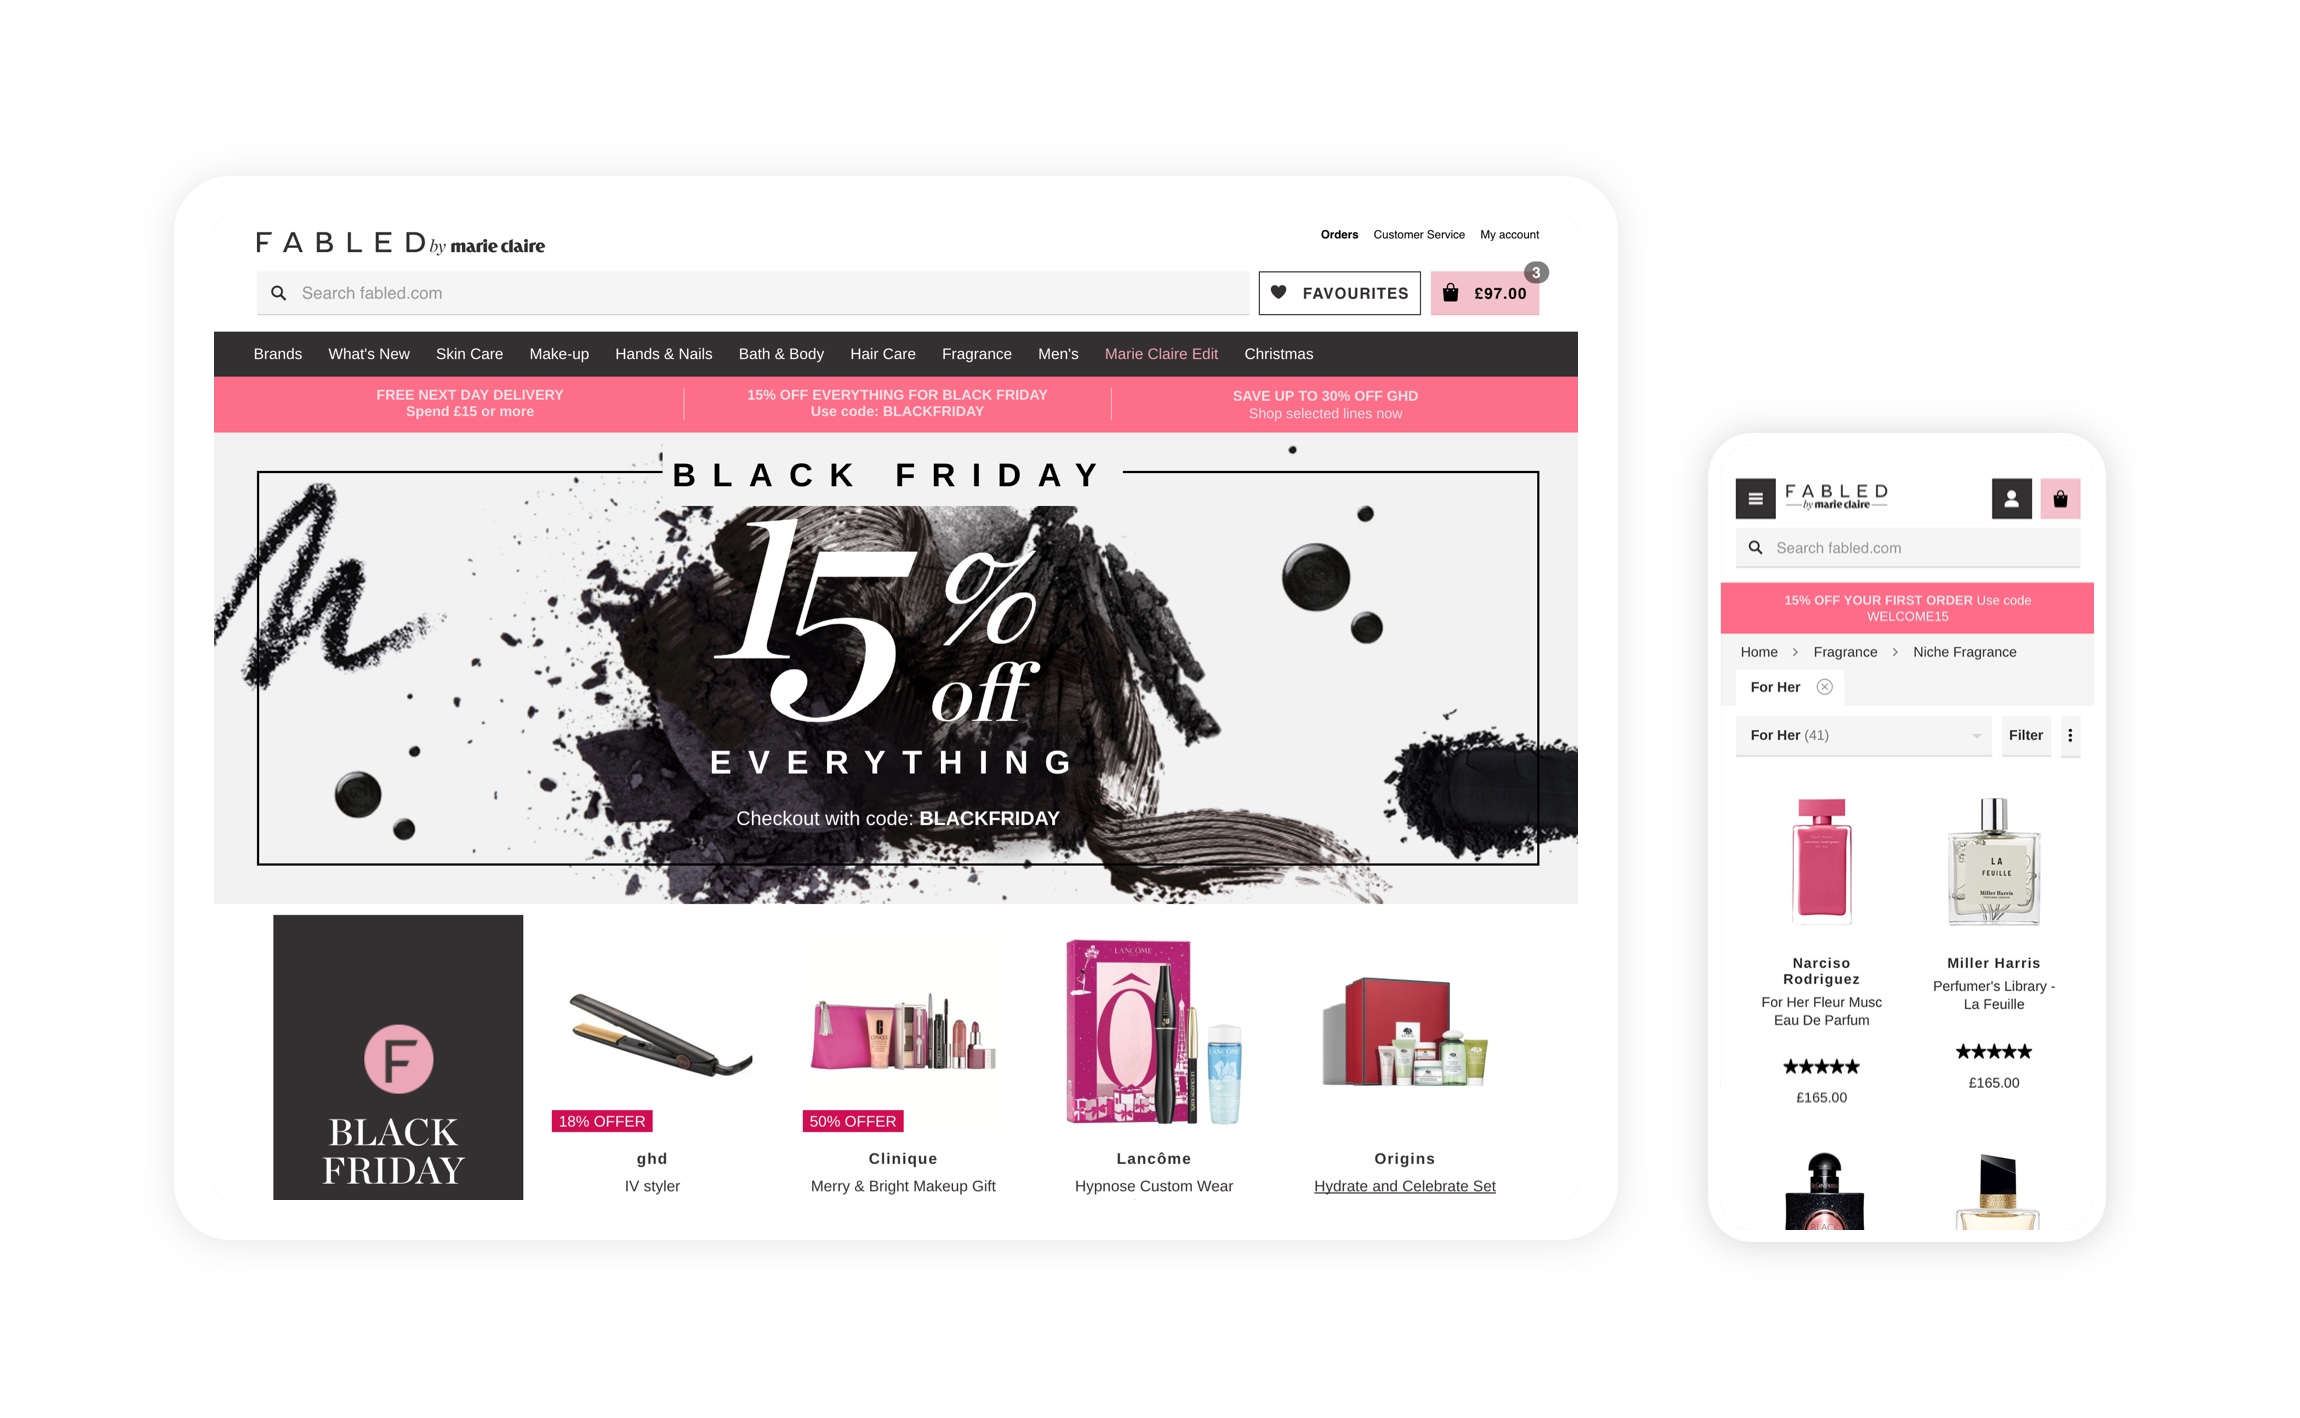 FABLED by marie claire
Orders Customer Service My account
3
Search fabled.com
FAVOURITES
£97.00
Brands What's New Skin Care Make-up Hands & Nails Bath & Body Hair Care Fragrance Men's Marie Claire Edit Christmas
FREE NEXT DAY DELIVERY
Spend £15 or more
15% OFF EVERYTHING FOR BLACK FRIDAY
Use code: BLACKFRIDAY
SAVE UP TO 30% OFF GHD
Shop selected lines now
BLACK FRIDAY
15%
off
EVERYTHING
Checkout with code: BLACKFRIDAY
F
BLACK
FRIDAY
18% OFFER
ghd
IV styler
50% OFFER
Clinique
Merry & Bright Makeup Gift
LANCÔME
Ô
LANCÔME
Lancôme
Hypnose Custom Wear
Origins
Hydrate and Celebrate Set
FABLED
by marie claire
Search fabled.com
15% OFF YOUR FIRST ORDER Use code
WELCOME15
Home > Fragrance > Niche Fragrance
For Her
For Her (41)
Filter
Narciso
Rodriguez
For Her Fleur Musc
Eau De Parfum
★★★★★
£165.00
LA
FEUILLE
Miller Harris
Miller Harris
Perfumer's Library -
La Feuille
★★★★★
£165.00
BLACK